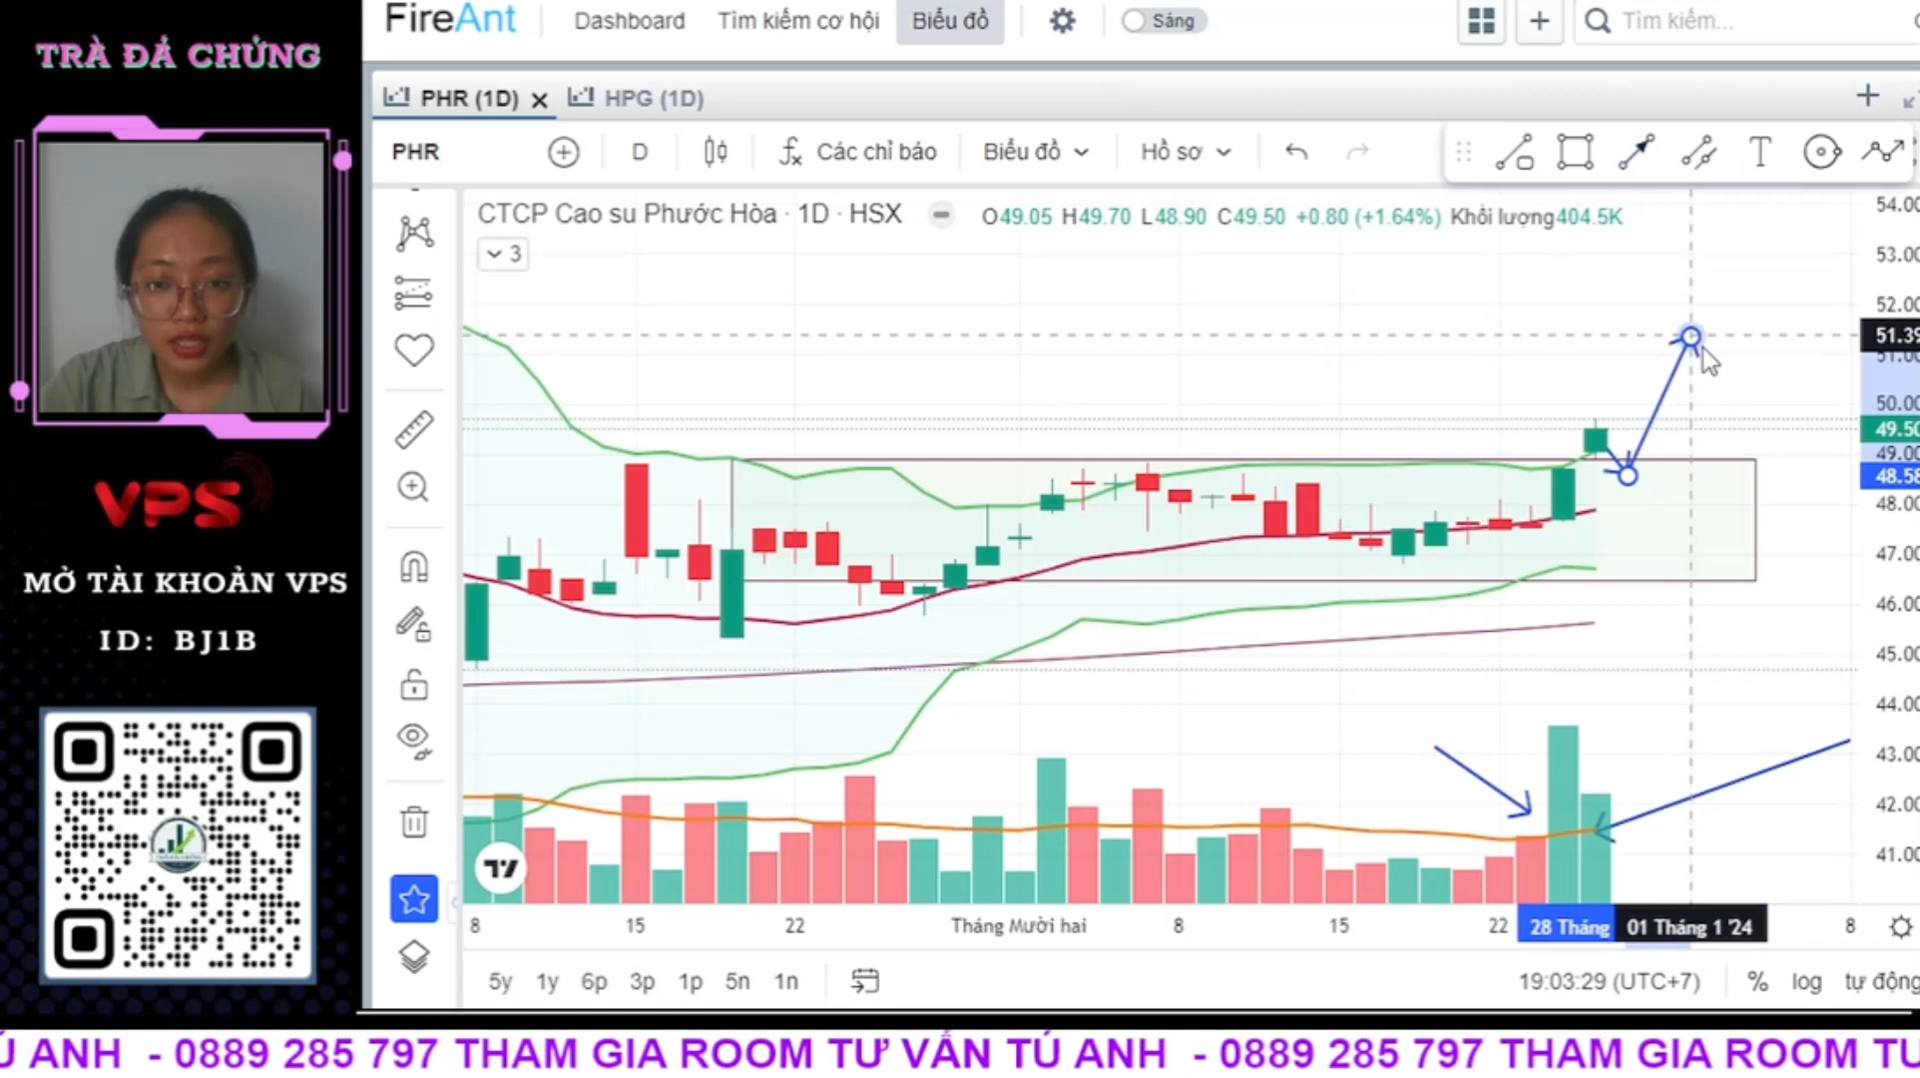 TRÀ ĐÁ CHỨNG
VPS
MỞ TÀI KHOẢN VPS
ID: BJ1B
FireAnt
Dashboard
Tìm kiếm cơ hội
Biểu đồ
Sáng
Tìm kiếm...
PHR (1D)
HPG (1D)
PHR
D
Các chỉ báo
Biểu đồ
Hồ sơ
CTCP Cao su Phước Hòa · 1D · HSX
O49.05 H49.70 L48.90 C49.50 +0.80 (+1.64%) Khối lượng404.5K
3
54.00
53.00
52.00
51.39
51.00
50.00
49.50
49.00
48.58
48.00
47.00
46.00
45.00
44.00
43.00
42.00
41.00
8
15
22
Tháng Mười hai
8
15
22
28 Tháng
01 Tháng 1 '24
8
5y
1y
6p
3p
1p
5n
1n
19:03:29 (UTC+7)
%
log
tự động
Ú ANH - 0889 285 797 THAM GIA ROOM TƯ VẤN TÚ ANH - 0889 285 797 THAM GIA ROOM TƯ